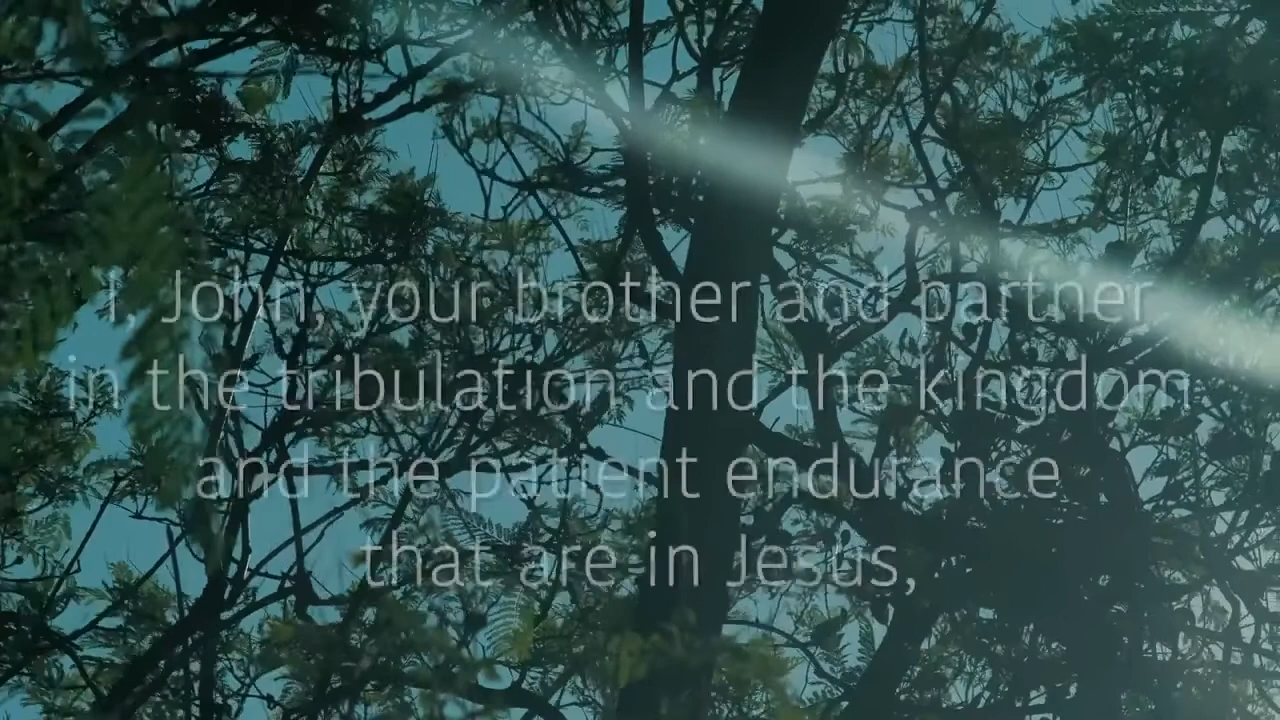 I, John, your brother and partner
in the tribulation and the kingdom
and the patient endurance
that are in Jesus,